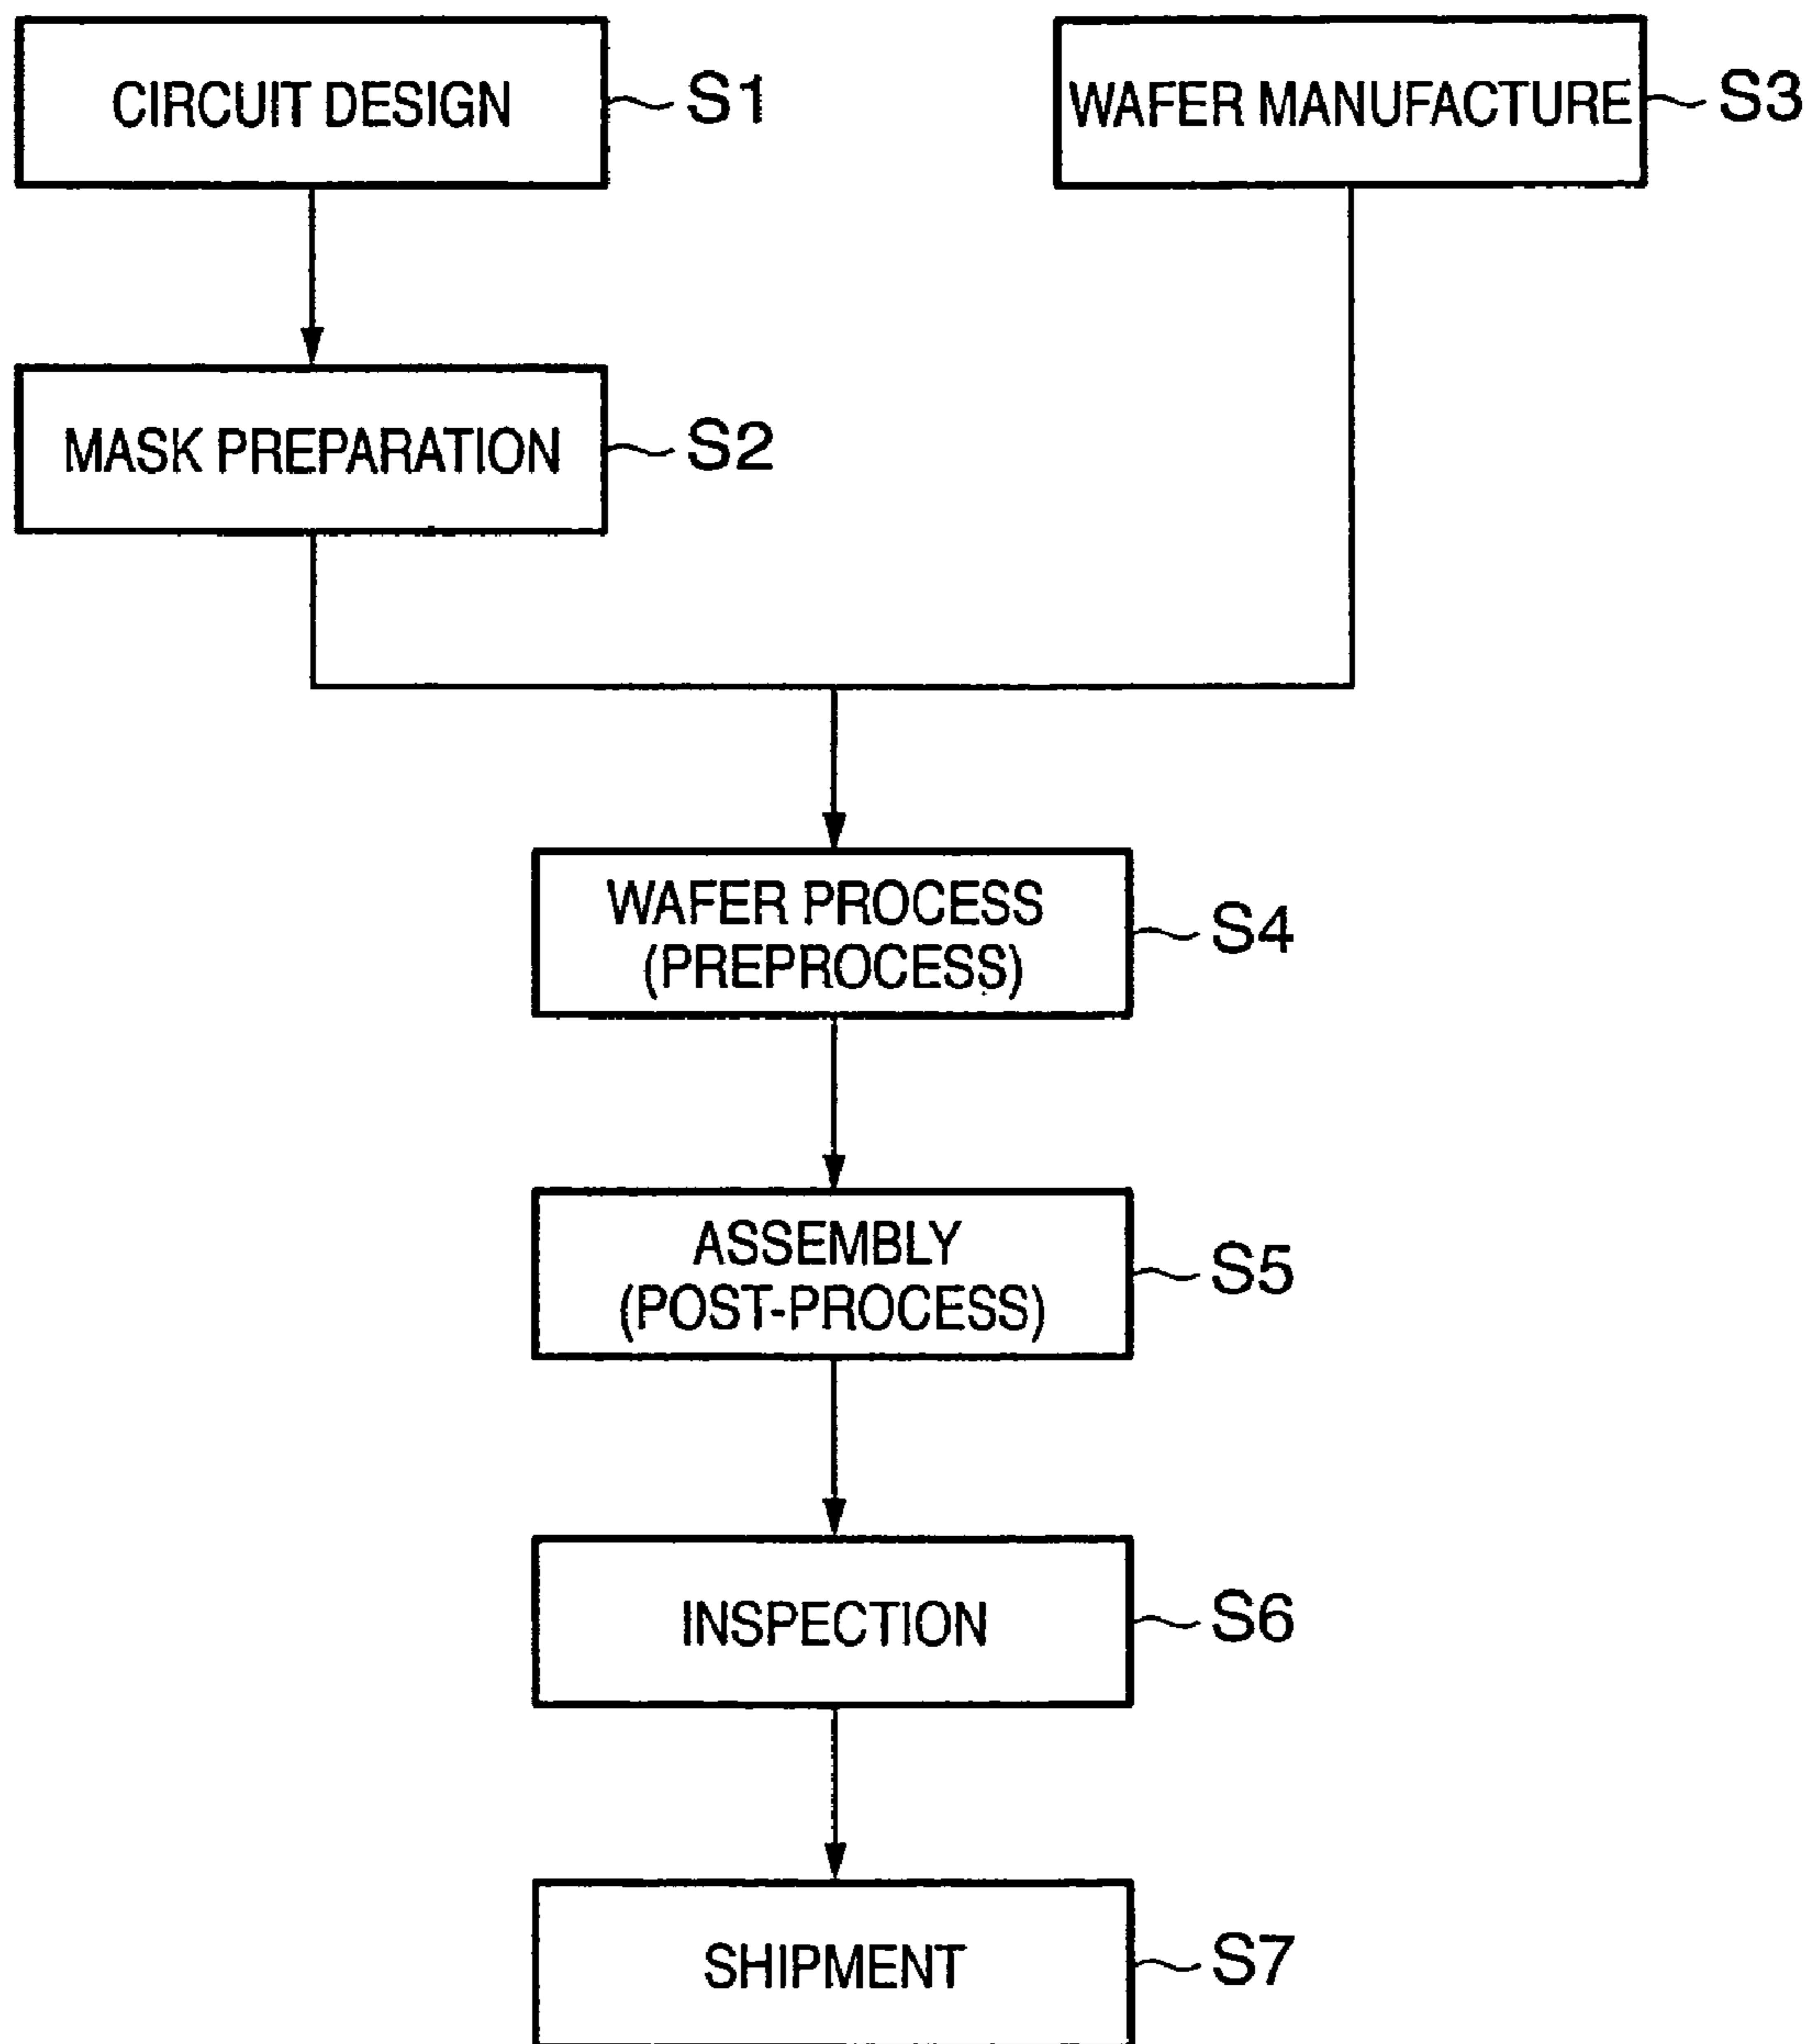 CIRCUIT DESIGN
S1
WAFER MANUFACTURE
S3
MASK PREPARATION
S2
WAFER PROCESS
(PREPROCESS)
S4
ASSEMBLY
(POST-PROCESS)
S5
INSPECTION
S6
SHIPMENT
S7